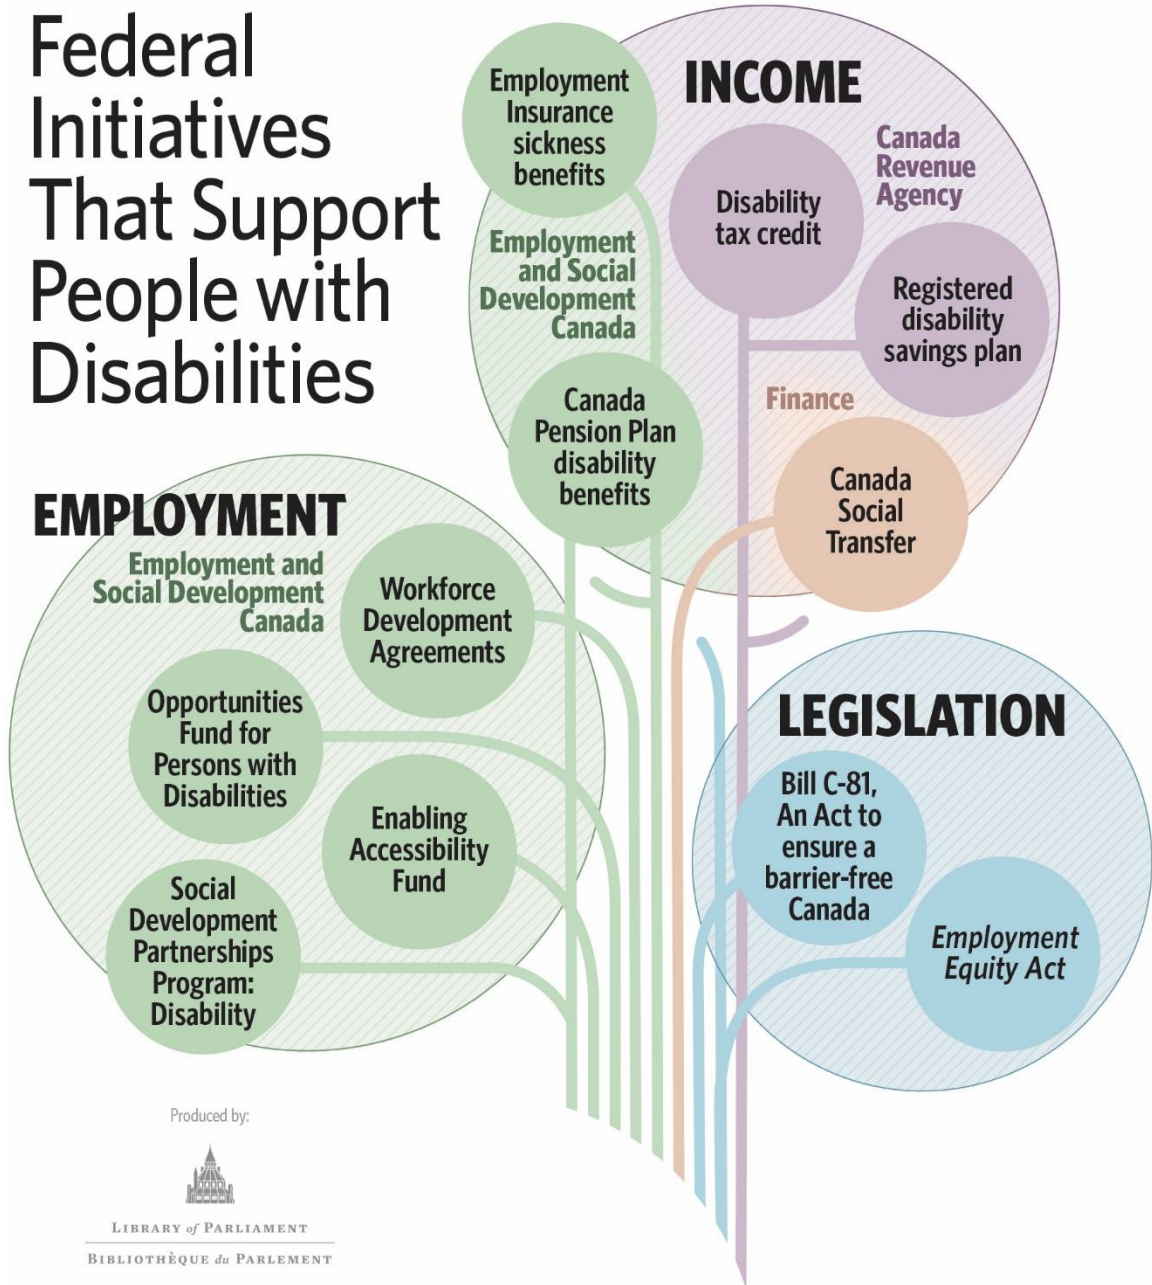 Federal
Initiatives
That Support
People with
Disabilities
INCOME
Employment
Insurance
sickness
benefits
Employment
and Social
Development
Canada
Canada
Pension Plan
disability
benefits
Canada
Revenue
Agency
Disability
tax credit
Registered
disability
savings plan
Finance
Canada
Social
Transfer
EMPLOYMENT
Employment and
Social Development
Canada
Workforce
Development
Agreements
Opportunities
Fund for
Persons with
Disabilities
Enabling
Accessibility
Fund
Social
Development
Partnerships
Program:
Disability
LEGISLATION
Bill C-81,
An Act to
ensure a
barrier-free
Canada
Employment
Equity Act
Produced by:
LIBRARY of PARLIAMENT
BIBLIOTHÈQUE du PARLEMENT